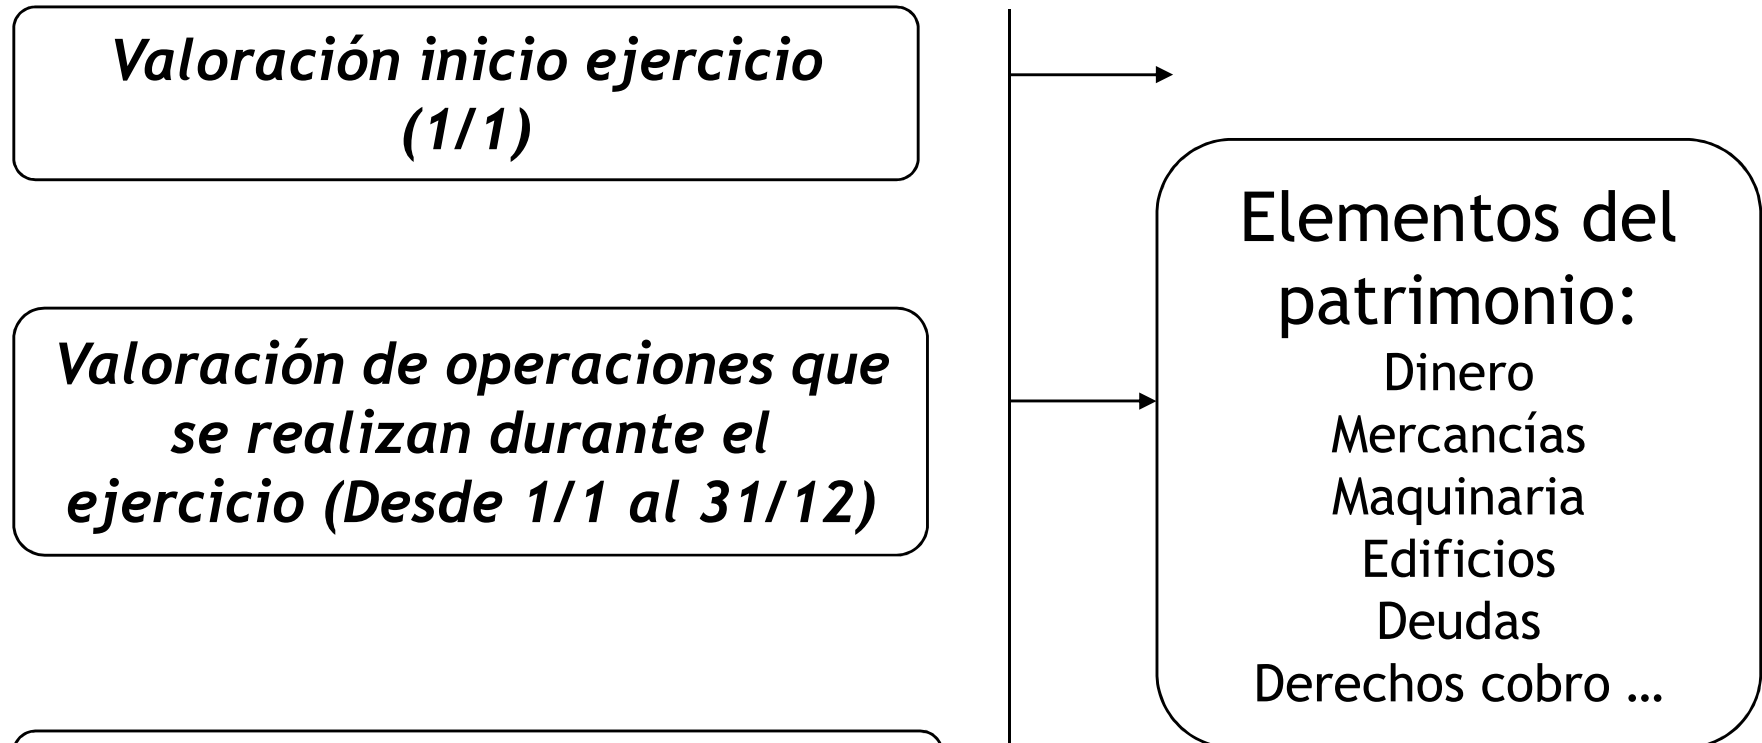 Valoración inicio ejercicio
(1/1)
Valoración de operaciones que
se realizan durante el
ejercicio (Desde 1/1 al 31/12)
Elementos del
patrimonio:
Dinero
Mercancías
Maquinaria
Edificios
Deudas
Derechos cobro …